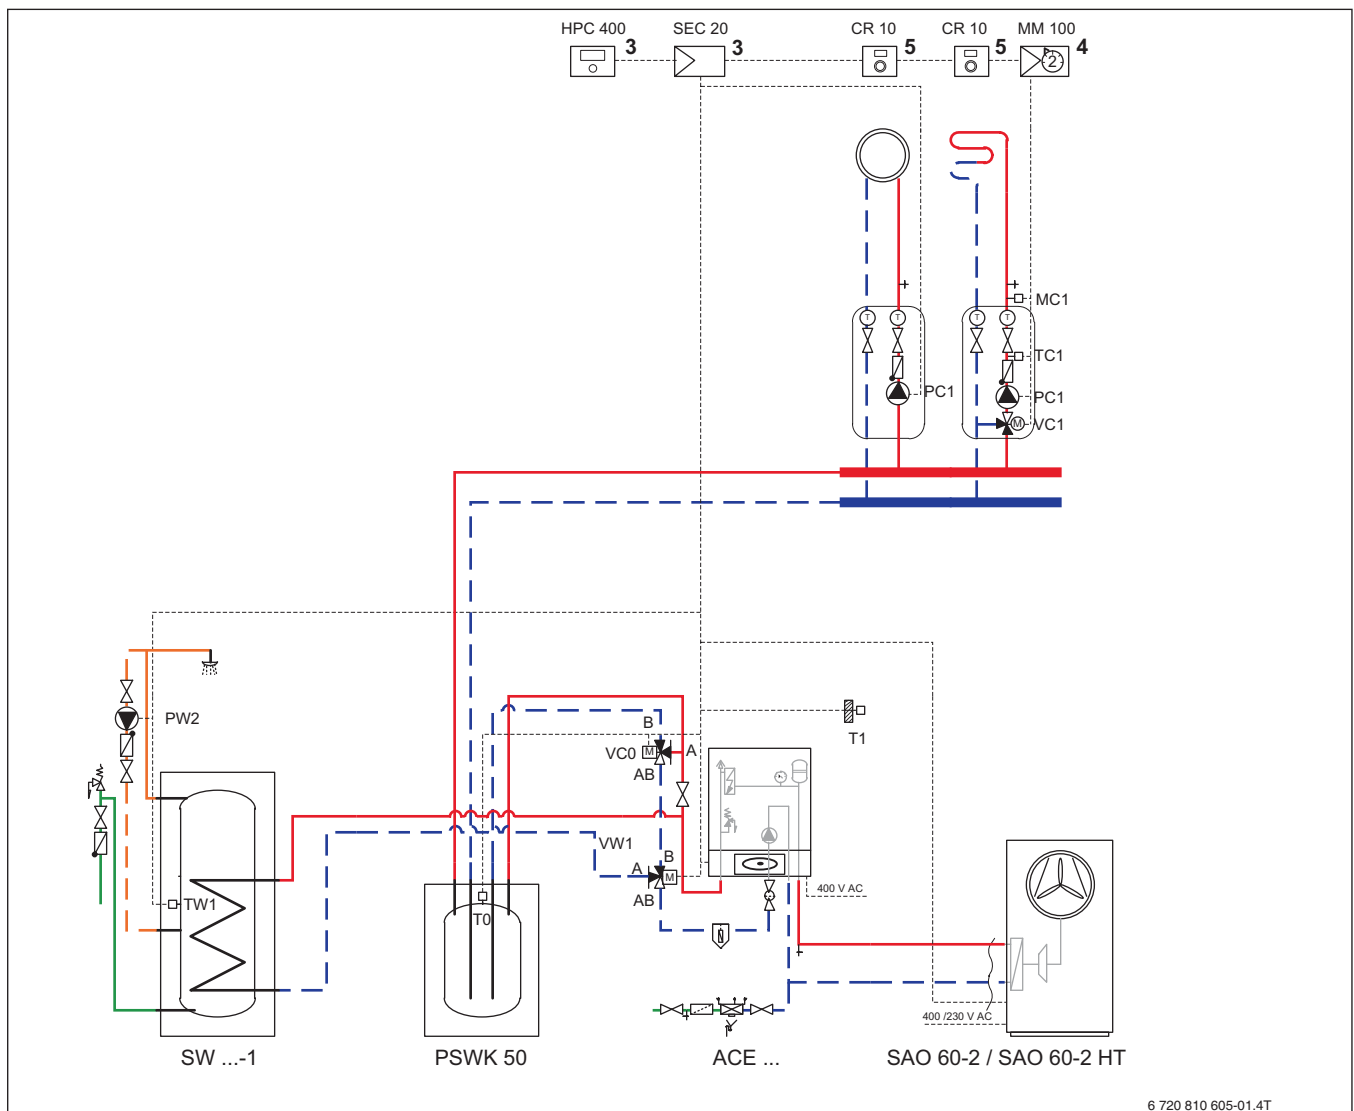 HPC 400 SEC 20 CR 10 CR 10 MM 100
3 3 5 5 4
2
MC1
T T T T
TC1
PC1 PC1
M VC1
PW2
B
T1
VC0 M A
AB
VW1
B
A M
AB
400 V AC
TW1
T0
400 /230 V AC
SW ...-1 PSWK 50 ACE ... SAO 60-2 / SAO 60-2 HT
6 720 810 605-01.4T